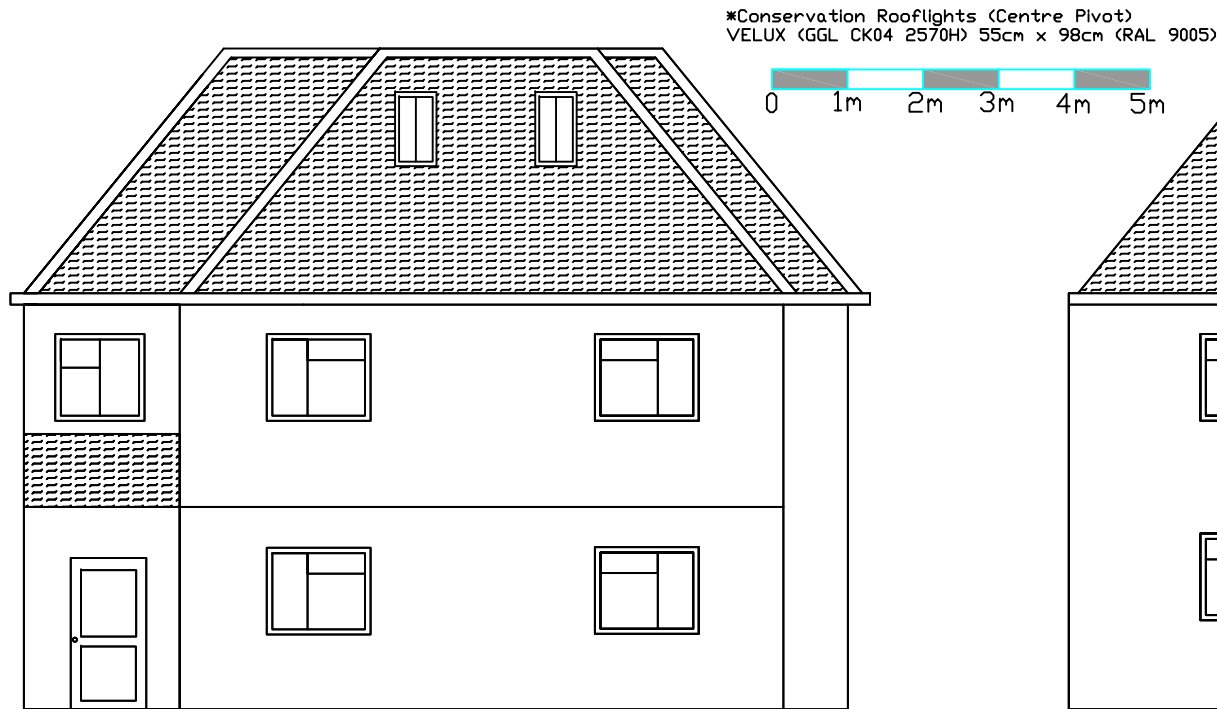 *Conservation Rooflights (Centre Pivot)
VELUX (GGL CK04 2570H) 55cm x 98cm (RAL 9005)
0 1m 2m 3m 4m 5m